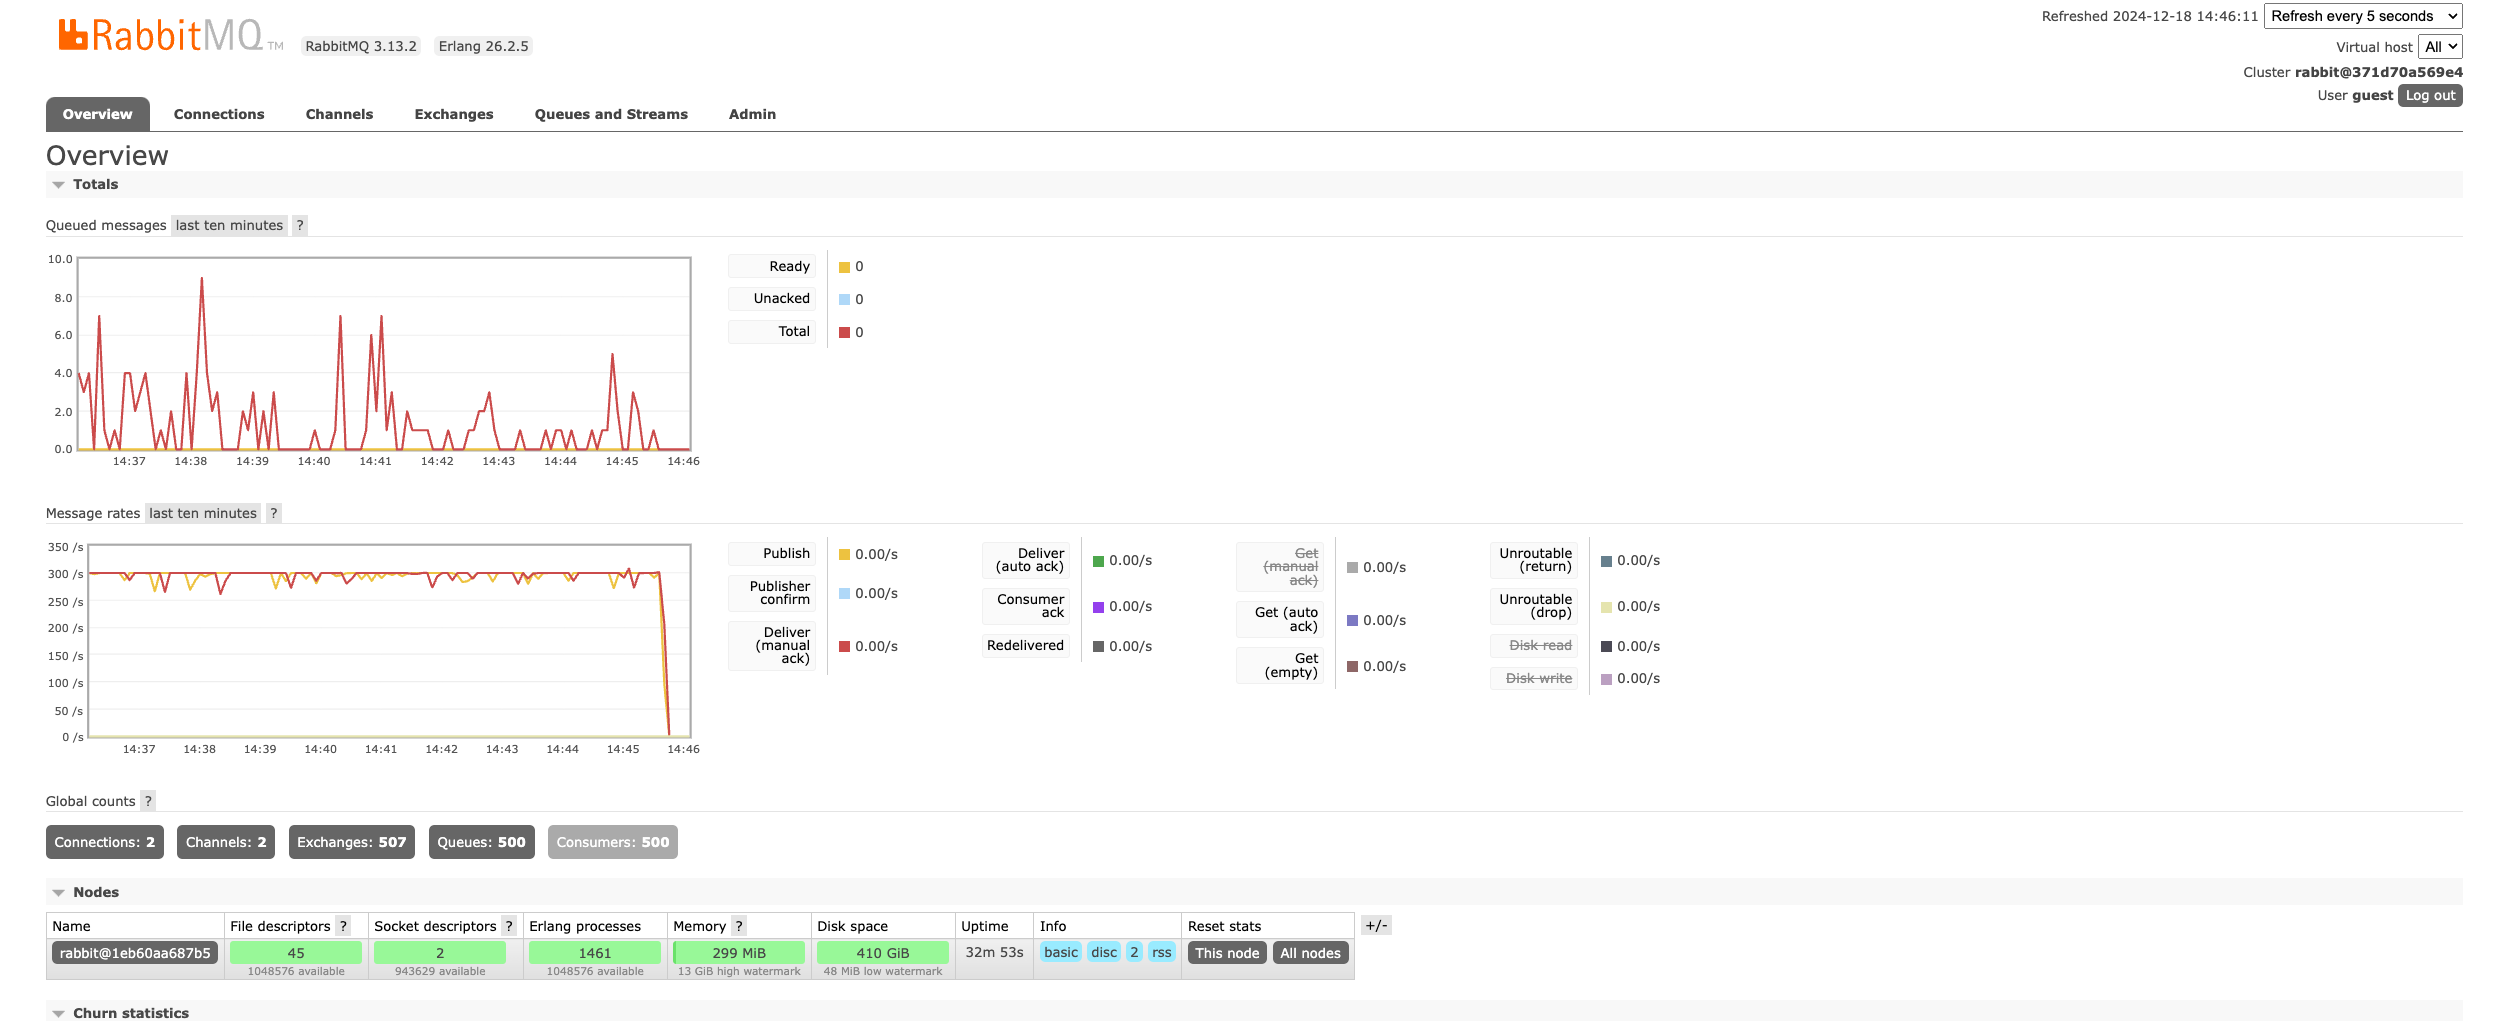 RabbitMQ TM RabbitMQ 3.13.2 Erlang 26.2.5
Refreshed 2024-12-18 14:46:11 Refresh every 5 seconds
Virtual host All
Cluster rabbit@371d70a569e4
User guest Log out
Overview Connections Channels Exchanges Queues and Streams Admin
Overview
Totals
Queued messages last ten minutes ?
10.0
8.0
6.0
4.0
2.0
0.0
14:37 14:38 14:39 14:40 14:41 14:42 14:43 14:44 14:45 14:46
Ready 0
Unacked 0
Total 0
Message rates last ten minutes ?
350 /s
300 /s
250 /s
200 /s
150 /s
100 /s
50 /s
0 /s
14:37 14:38 14:39 14:40 14:41 14:42 14:43 14:44 14:45 14:46
Publish 0.00/s
Publisher
confirm 0.00/s
Deliver
(manual
ack) 0.00/s
Deliver
(auto ack) 0.00/s
Consumer
ack 0.00/s
Redelivered 0.00/s
Get
(manual
ack) 0.00/s
Get (auto
ack) 0.00/s
Get
(empty) 0.00/s
Unroutable
(return) 0.00/s
Unroutable
(drop) 0.00/s
Disk read 0.00/s
Disk write 0.00/s
Global counts ?
Connections: 2 Channels: 2 Exchanges: 507 Queues: 500 Consumers: 500
Nodes
Name File descriptors ? Socket descriptors ? Erlang processes Memory ? Disk space Uptime Info Reset stats +/-
rabbit@1eb60aa687b5 45 2 1461 299 MiB 410 GiB 32m 53s basic disc 2 rss This node All nodes
1048576 available 943629 available 1048576 available 13 GiB high watermark 48 MiB low watermark
Churn statistics